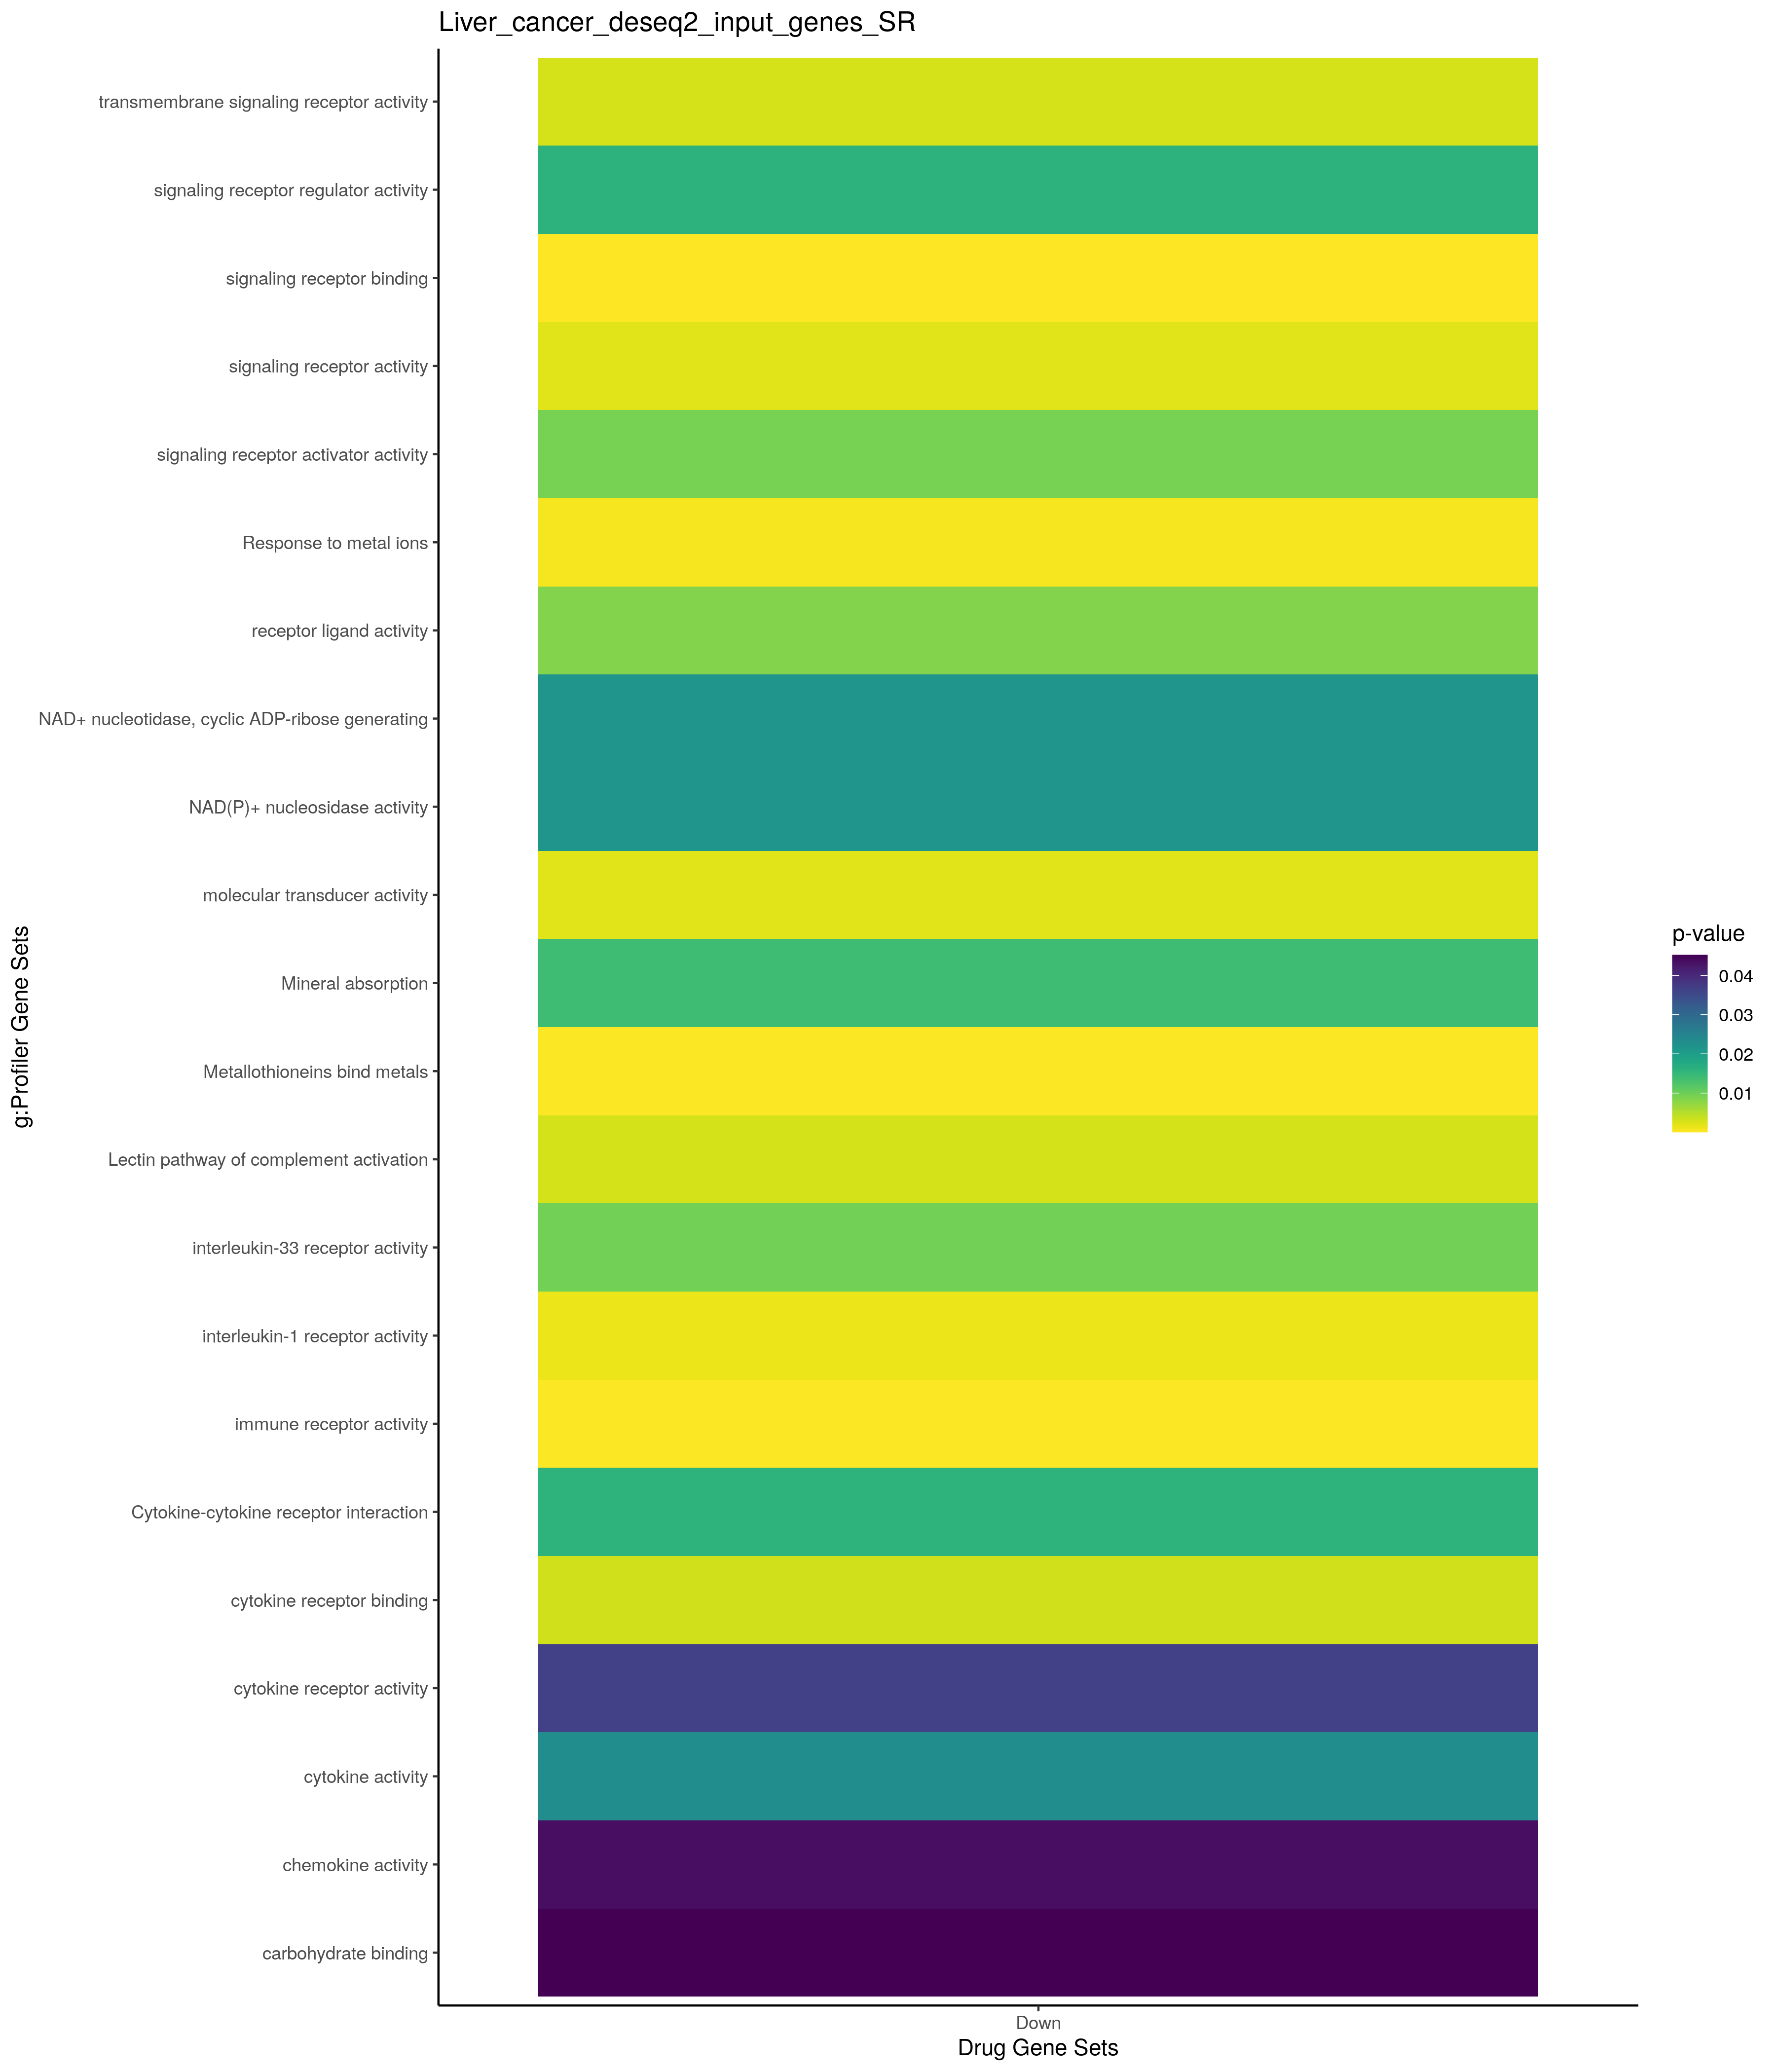 Liver_cancer_deseq2_input_genes_SR
transmembrane signaling receptor activity
signaling receptor regulator activity
signaling receptor binding
signaling receptor activity
signaling receptor activator activity
Response to metal ions
receptor ligand activity
NAD+ nucleotidase, cyclic ADP-ribose generating
NAD(P)+ nucleosidase activity
molecular transducer activity
Mineral absorption
Metallothioneins bind metals
Lectin pathway of complement activation
interleukin-33 receptor activity
interleukin-1 receptor activity
immune receptor activity
Cytokine-cytokine receptor interaction
cytokine receptor binding
cytokine receptor activity
cytokine activity
chemokine activity
carbohydrate binding
g:Profiler Gene Sets
Down
Drug Gene Sets
p-value
0.04
0.03
0.02
0.01